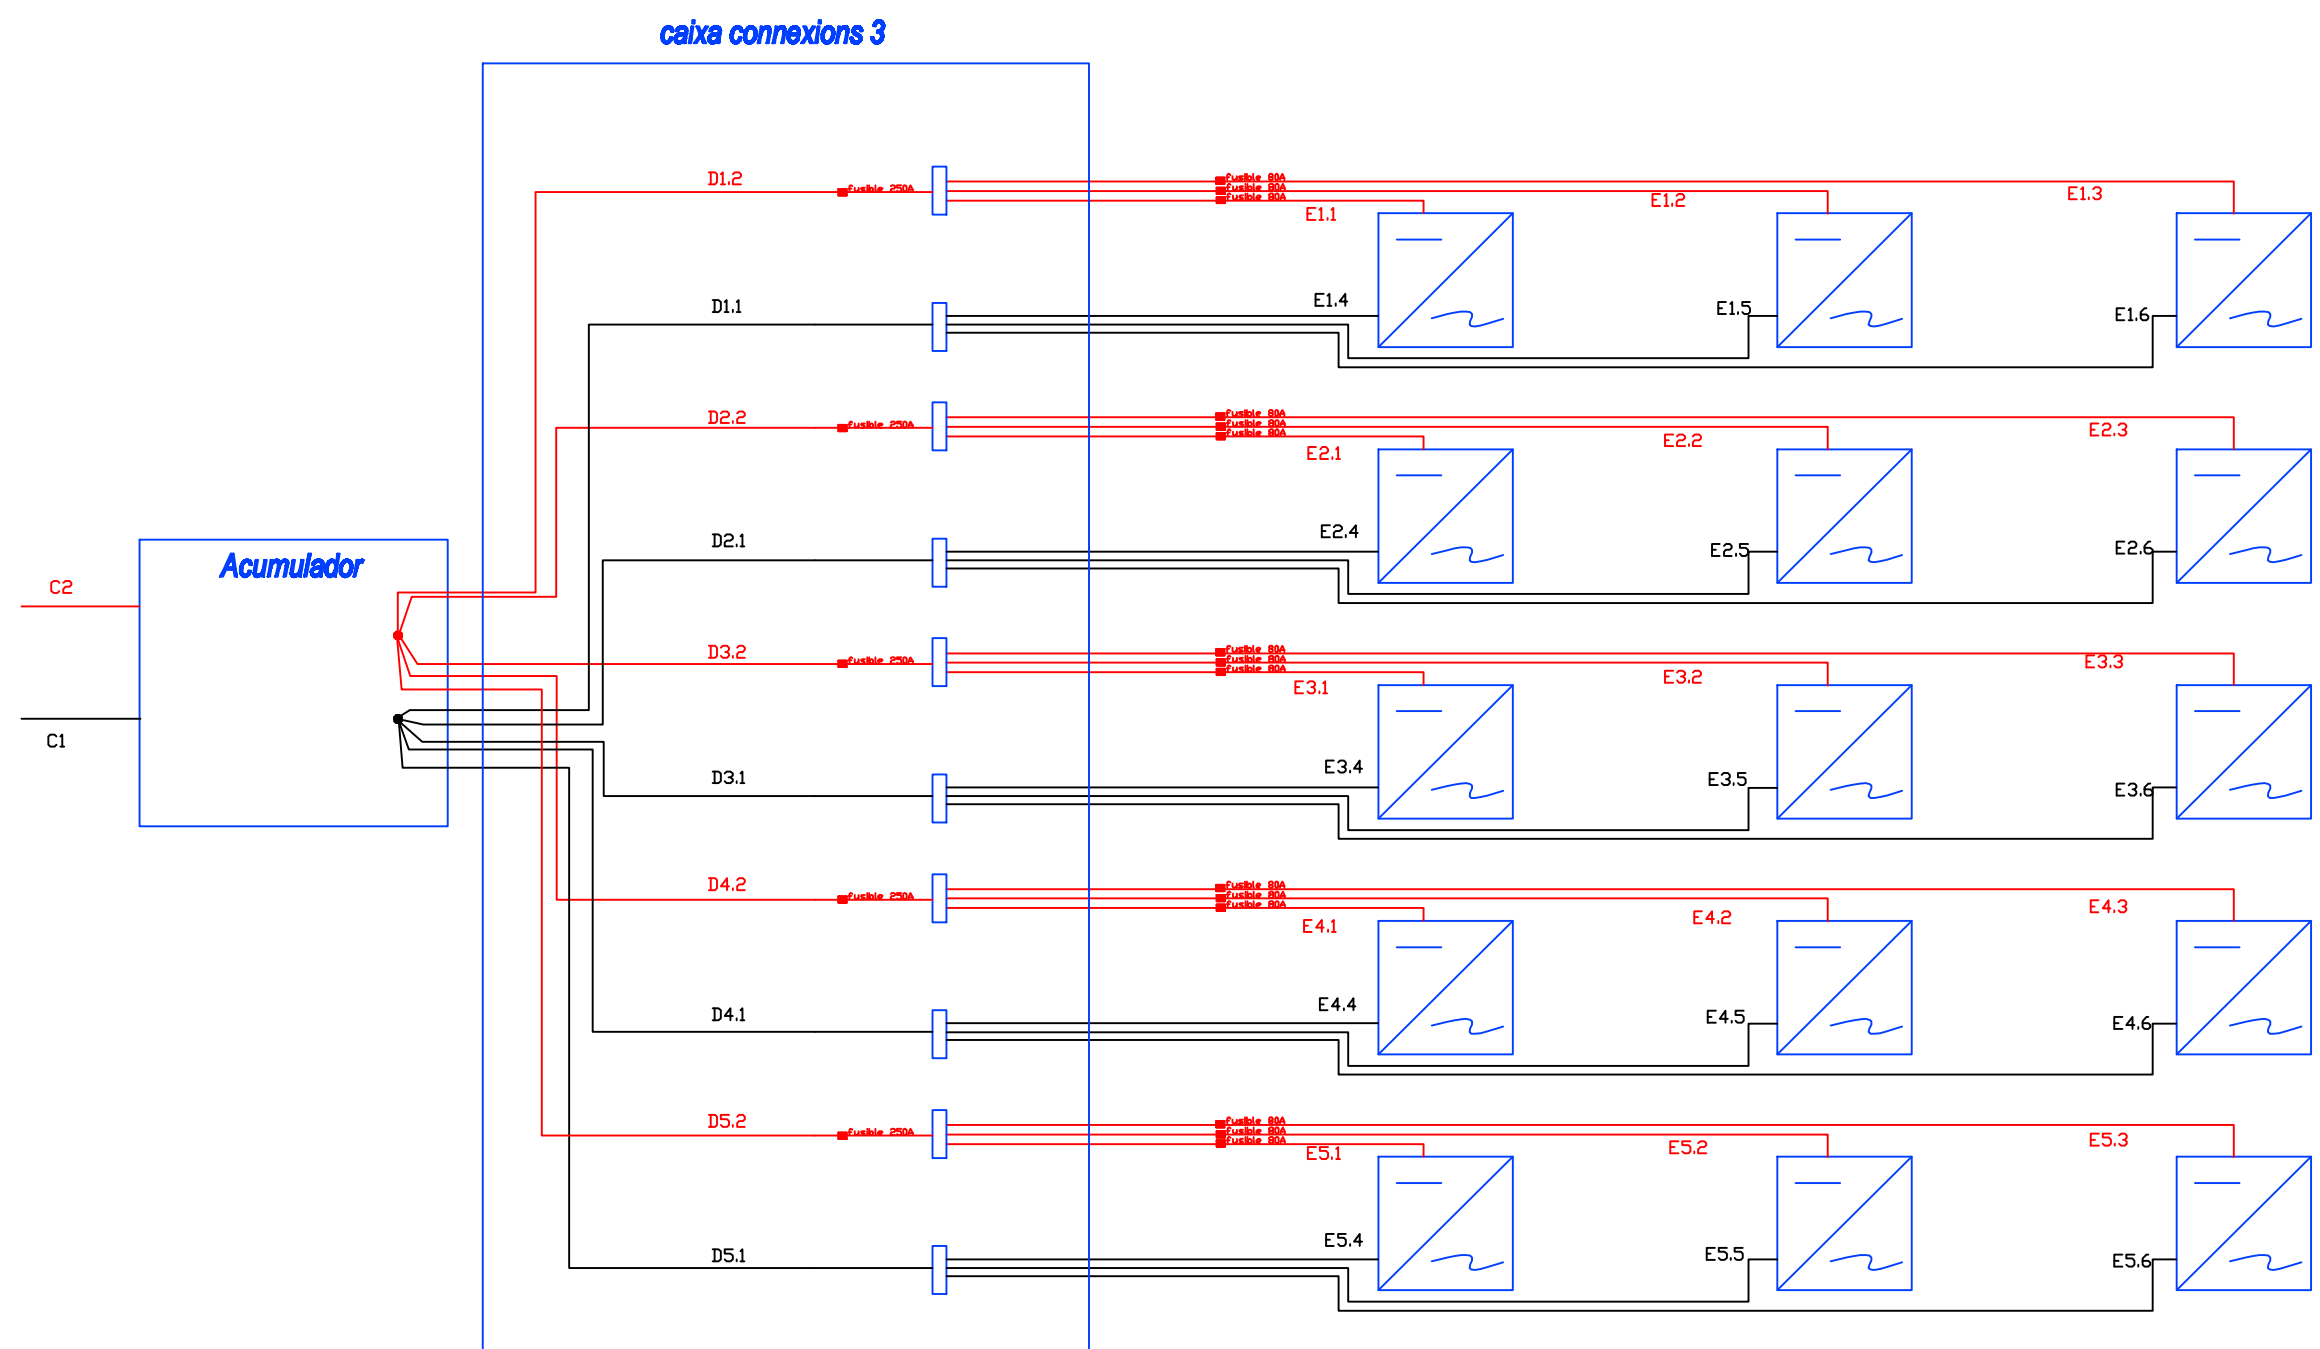 caixa connexions 3
D1.2
fusible 250A
fusible 80A
fusible 80A
fusible 80A
E1.1
E1.2
E1.3
D1.1
E1.4
E1.5
E1.6
D2.2
fusible 250A
fusible 80A
fusible 80A
fusible 80A
E2.1
E2.2
E2.3
D2.1
E2.4
E2.5
E2.6
Acumulador
C2
C1
D3.2
fusible 250A
fusible 80A
fusible 80A
fusible 80A
E3.1
E3.2
E3.3
D3.1
E3.4
E3.5
E3.6
D4.2
fusible 250A
fusible 80A
fusible 80A
fusible 80A
E4.1
E4.2
E4.3
D4.1
E4.4
E4.5
E4.6
D5.2
fusible 250A
fusible 80A
fusible 80A
fusible 80A
E5.1
E5.2
E5.3
D5.1
E5.4
E5.5
E5.6